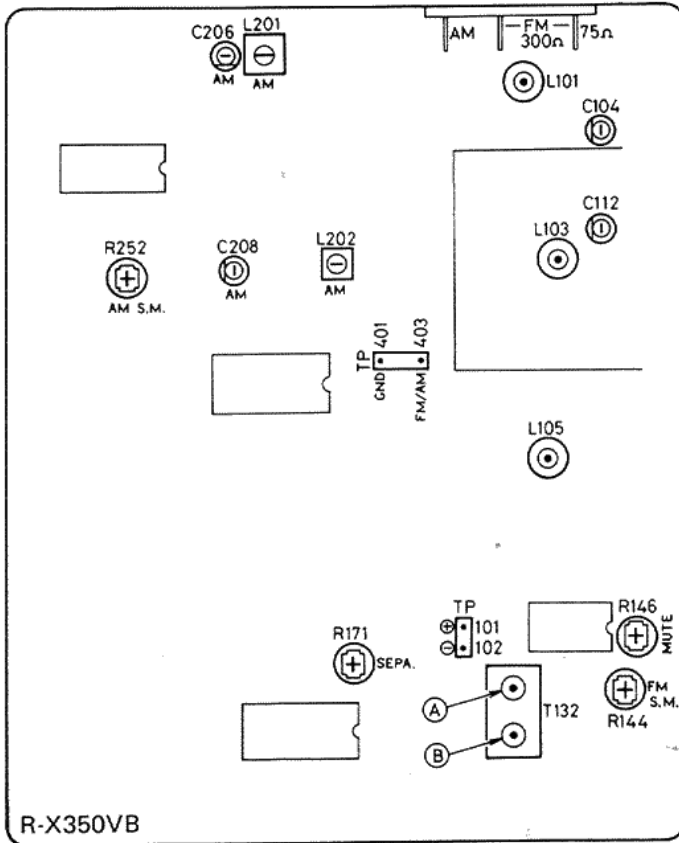 C206
L201
AM
AM
AM
FM
300Ω
75Ω
L101
C104
C112
L103
R252
AM S.M.
C208
AM
L202
AM
TP
401
403
GND
FM/AM
L105
TP
⊕ 101
⊖ 102
R146
MUTE
R171
SEPA.
A
B
T132
FM
S.M.
R144
R-X350VB